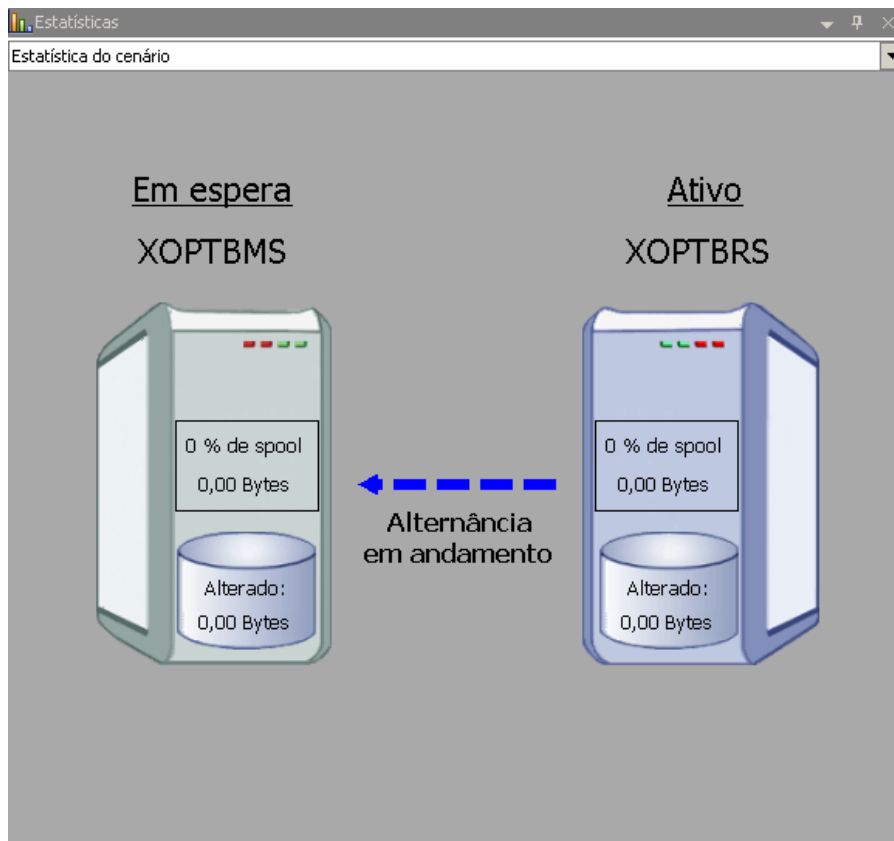 Estatísticas
Estatística do cenário
Em espera
XOPTBMS
Ativo
XOPTBRS
0 % de spool
0,00 Bytes
Alterado:
0,00 Bytes
Alternância
em andamento
0 % de spool
0,00 Bytes
Alterado:
0,00 Bytes